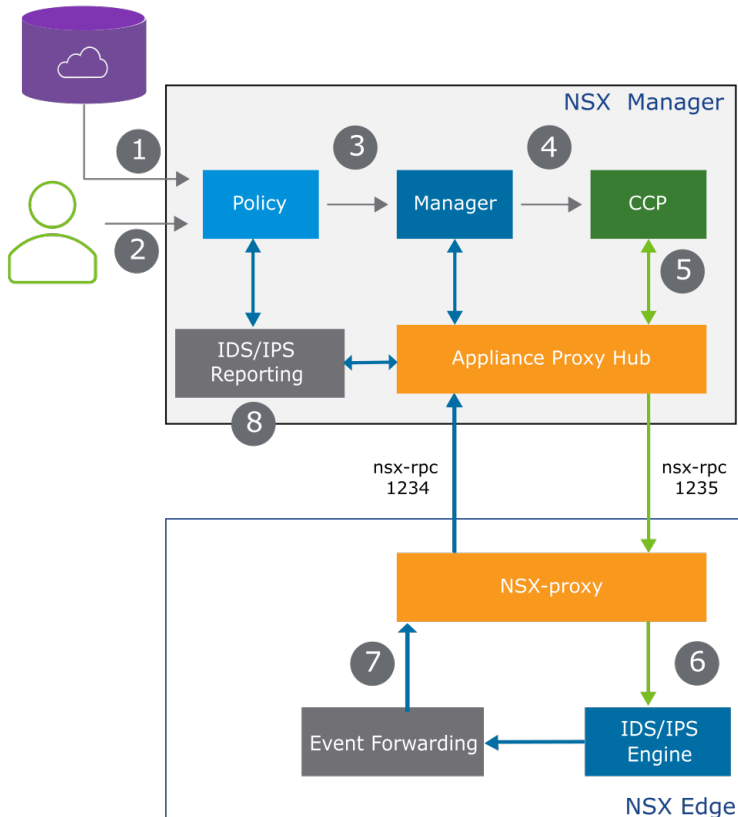 NSX Manager
1
3
4
Policy
Manager
CCP
2
5
IDS/IPS
Reporting
Appliance Proxy Hub
8
nsx-rpc
1234
nsx-rpc
1235
NSX-proxy
7
6
Event Forwarding
IDS/IPS
Engine
NSX Edge